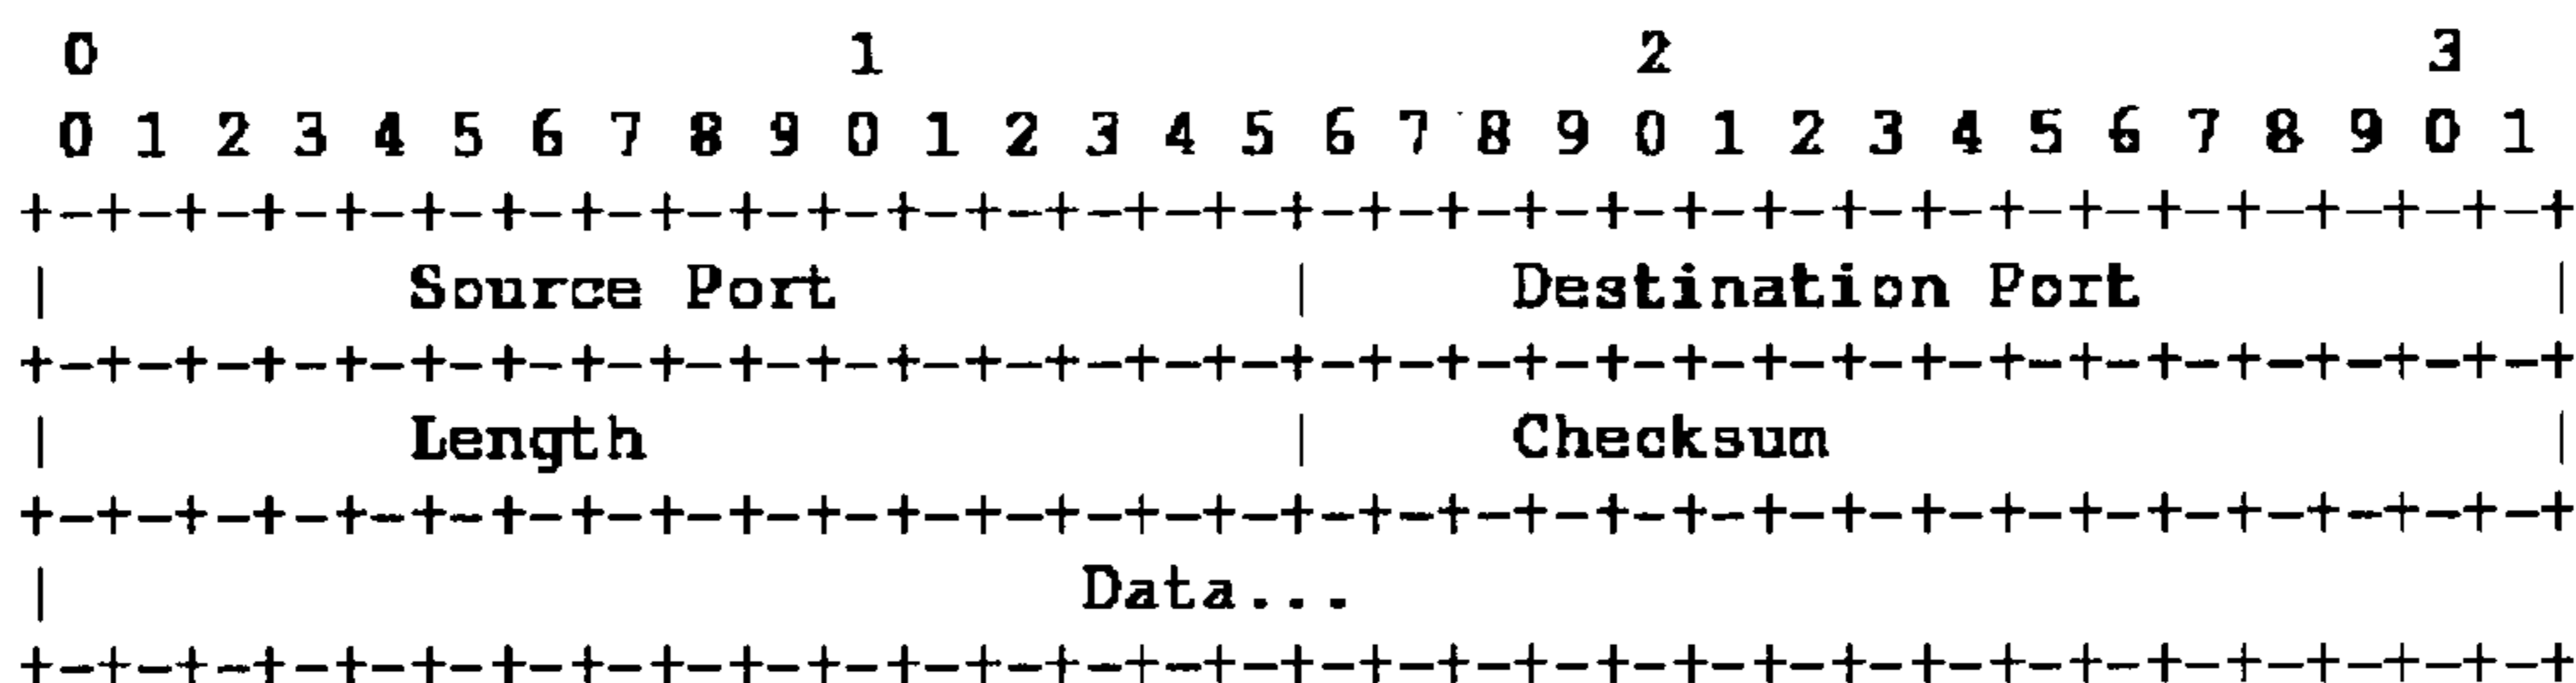 0                   1                   2                   3
 0 1 2 3 4 5 6 7 8 9 0 1 2 3 4 5 6 7 8 9 0 1 2 3 4 5 6 7 8 9 0 1
+-+-+-+-+-+-+-+-+-+-+-+-+-+-+-+-+-+-+-+-+-+-+-+-+-+-+-+-+-+-+-+-+
|         Source Port           |     Destination Port          |
+-+-+-+-+-+-+-+-+-+-+-+-+-+-+-+-+-+-+-+-+-+-+-+-+-+-+-+-+-+-+-+-+
|         Length                |     Checksum                  |
+-+-+-+-+-+-+-+-+-+-+-+-+-+-+-+-+-+-+-+-+-+-+-+-+-+-+-+-+-+-+-+-+
|                          Data...
+-+-+-+-+-+-+-+-+-+-+-+-+-+-+-+-+-+-+-+-+-+-+-+-+-+-+-+-+-+-+-+-+